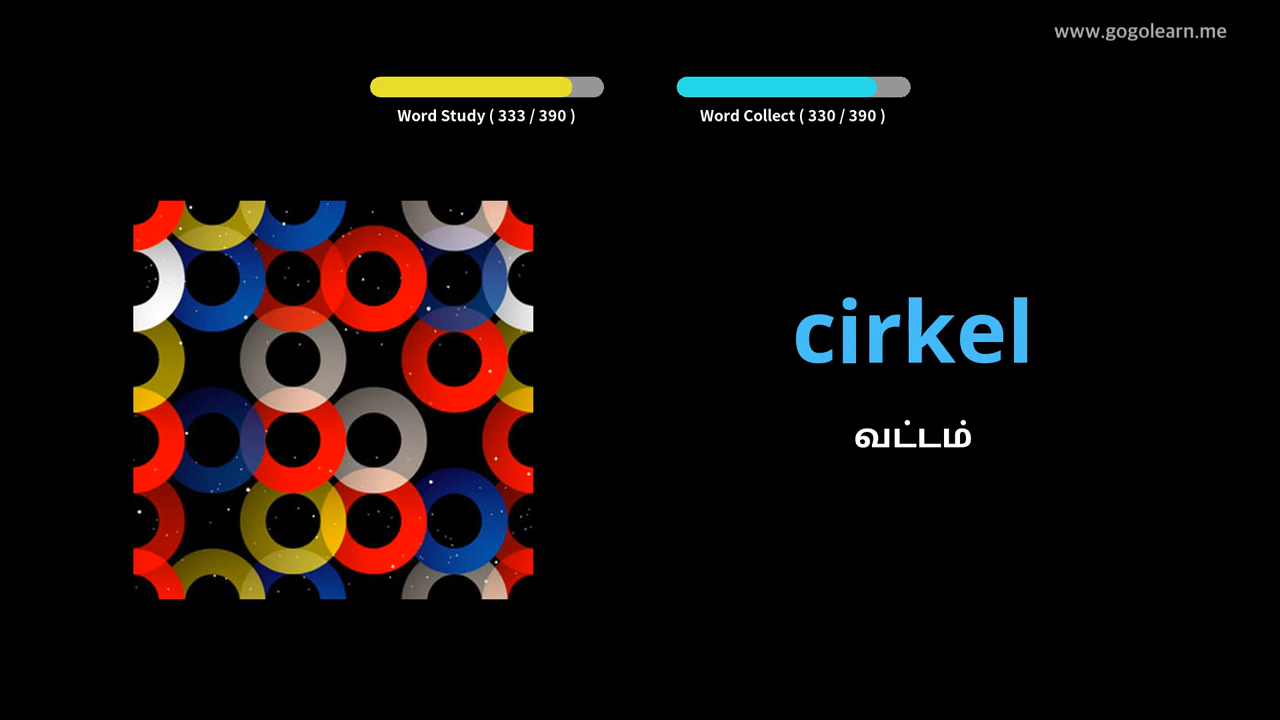 www.gogolearn.me
Word Study ( 333 / 390 )
Word Collect ( 330 / 390 )
cirkel
வட்டம்